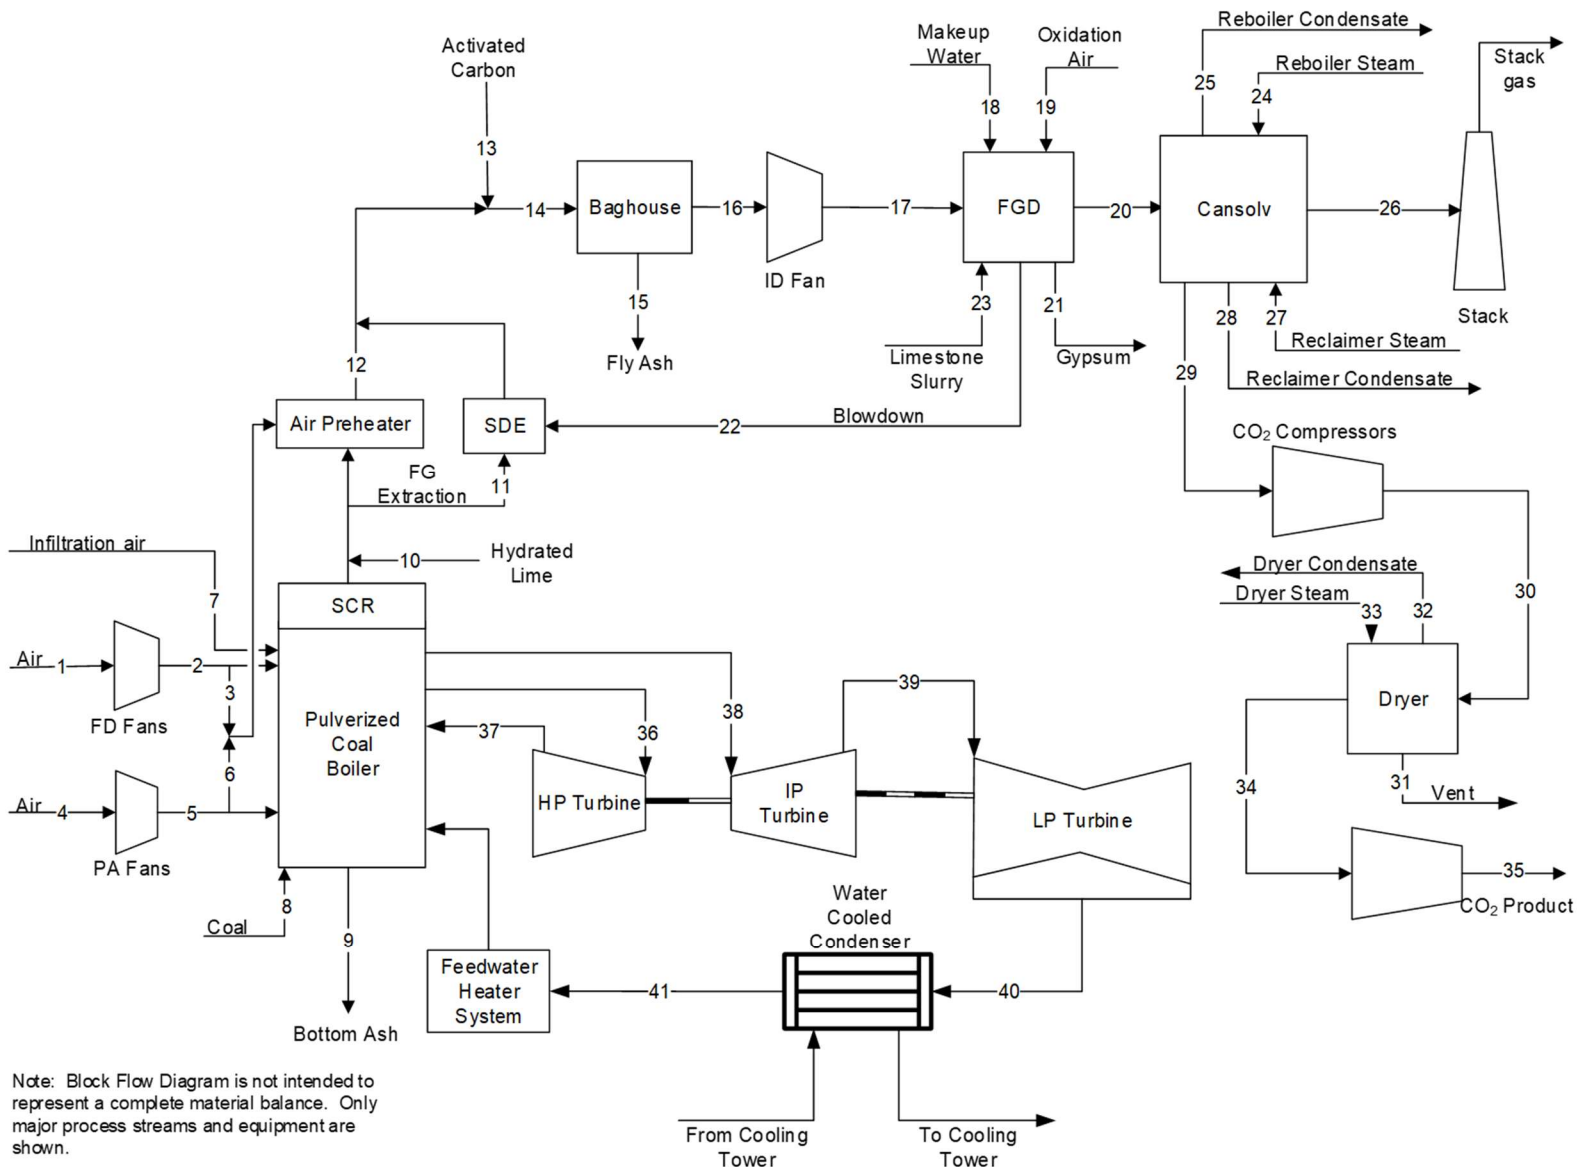 Reboiler Condensate
Activated
Carbon
Makeup
Water
Oxidation
Air
Reboiler Steam
Stack
gas
25
24
18
19
13
14
Baghouse
16
17
FGD
20
Cansolv
26
ID Fan
15
23
21
28
27
Stack
Fly Ash
Limestone
Slurry
Gypsum
Reclaimer Steam
29
Reclaimer Condensate
12
Air Preheater
SDE
22
Blowdown
CO₂ Compressors
FG
Extraction
11
Infiltration air
10
Hydrated
Lime
7
SCR
Dryer Condensate
Dryer Steam
33
32
30
Air
1
2
3
FD Fans
Pulverized
Coal
Boiler
37
36
38
39
Dryer
6
Air
4
5
PA Fans
HP Turbine
IP
Turbine
LP Turbine
34
31
Vent
35
CO₂ Product
Coal
8
9
Bottom Ash
Feedwater
Heater
System
41
Water
Cooled
Condenser
40
From Cooling
Tower
To Cooling
Tower
Note: Block Flow Diagram is not intended to
represent a complete material balance. Only
major process streams and equipment are
shown.